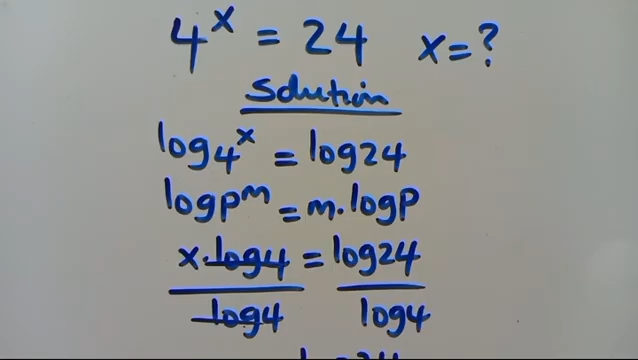 4^x = 24 x = ?
Solution
log4^x = log24
logp^m = m.logp
x.log4 = log24
log4 log4